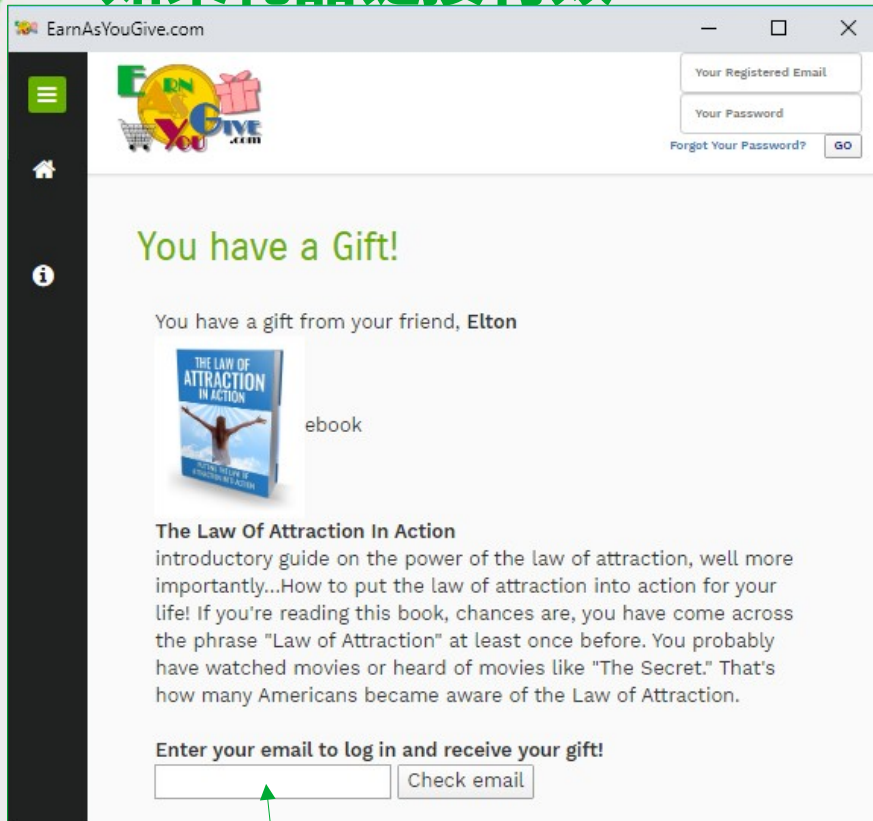 EarnAsYouGive.com
EARN
AS
YOU GIVE
.com
Your Registered Email
Your Password
Forgot Your Password? GO
You have a Gift!
You have a gift from your friend, Elton
THE LAW OF
ATTRACTION
IN ACTION
ebook
The Law Of Attraction In Action
introductory guide on the power of the law of attraction, well more
importantly...How to put the law of attraction into action for your
life! If you're reading this book, chances are, you have come across
the phrase "Law of Attraction" at least once before. You probably
have watched movies or heard of movies like "The Secret." That's
how many Americans became aware of the Law of Attraction.
Enter your email to log in and receive your gift!
Check email